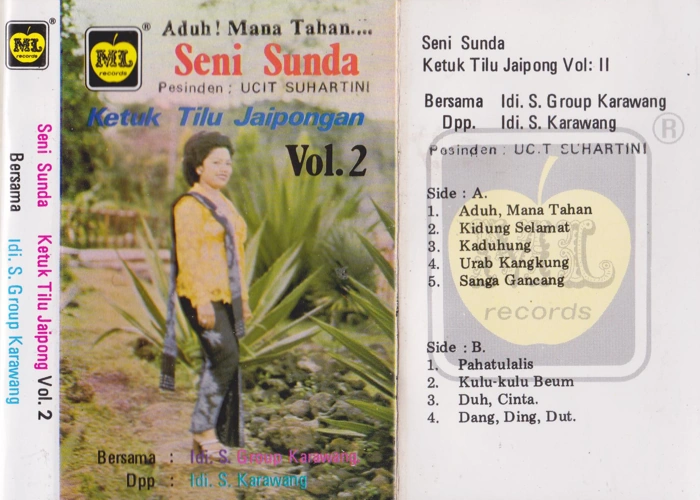 ML
records
®
Seni Sunda Ketuk Tilu Jaipong Vol. 2
Bersama Idi. S. Group Karawang
ML
records
®
Aduh! Mana Tahan....
Seni Sunda
Pesinden : UCIT SUHARTINI
Ketuk Tilu Jaipongan
Vol. 2
Bersama : Idi. S. Group Karawang
Dpp : Idi. S. Karawang
Seni Sunda
Ketuk Tilu Jaipong Vol: II
Bersama Idi. S. Group Karawang
Dpp. Idi. S. Karawang
Pesinden : UC.T SUHARTINI
®
Side : A.
1. Aduh, Mana Tahan
2. Kidung Selamat
3. Kaduhung
4. Urab Kangkung
5. Sanga Gancang
ML
records
Side : B.
1. Pahatulalis
2. Kulu-kulu Beum
3. Duh, Cinta.
4. Dang, Ding, Dut.